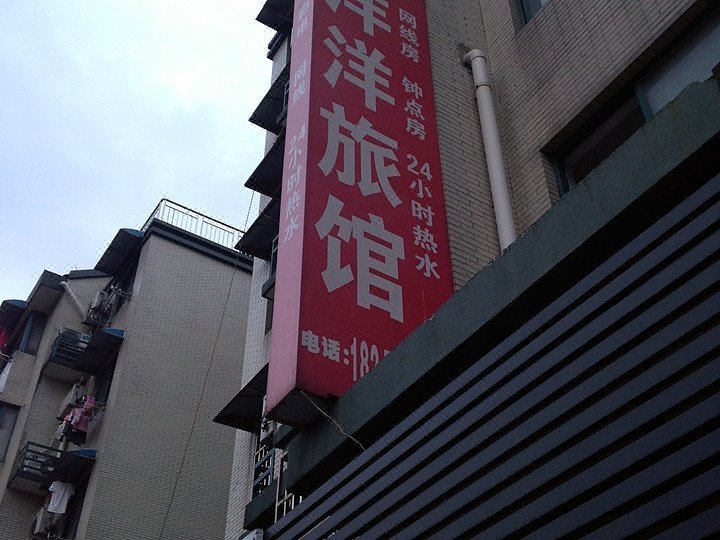 洋洋旅馆
网线房 钟点房 24小时热水
电话:182
网线 24小时热水